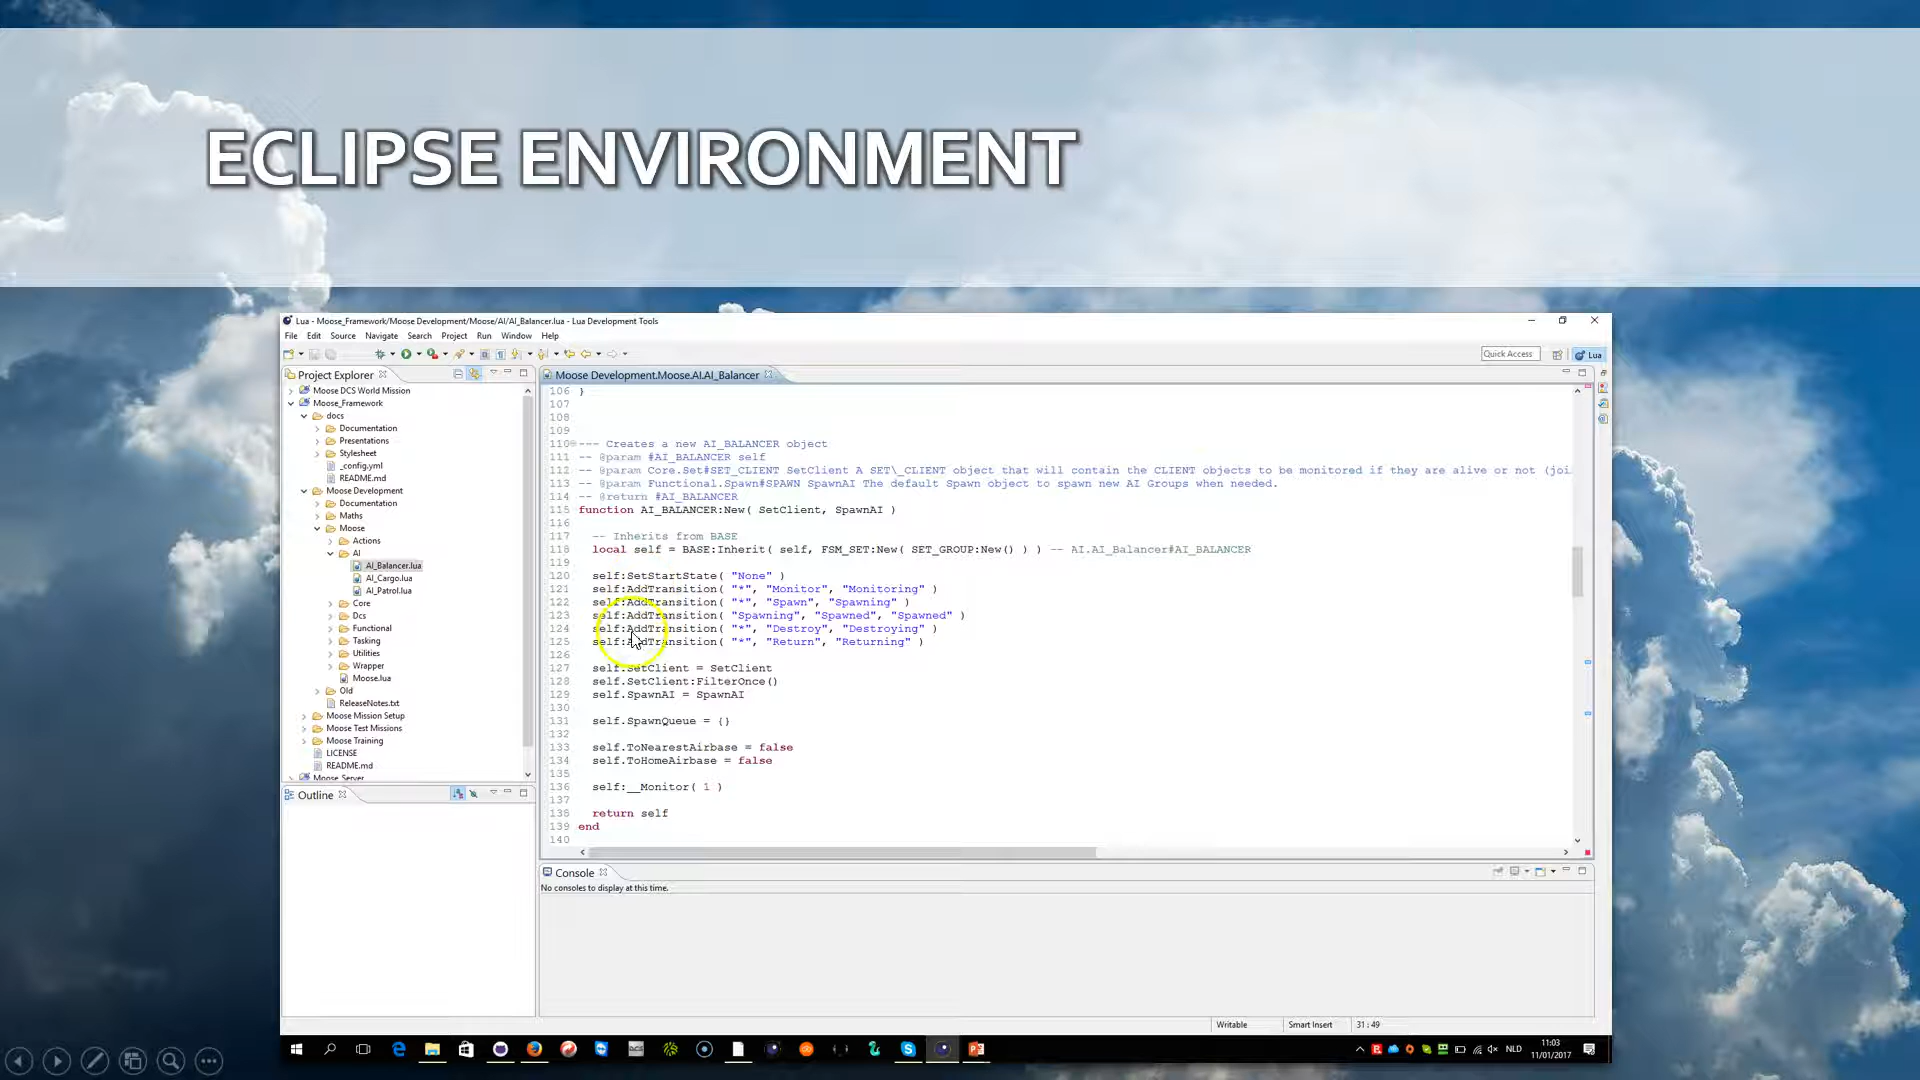 ECLIPSE ENVIRONMENT
Lua - Moose_Framework/Moose Development/Moose/AI/AI_Balancer.lua - Lua Development Tools
File Edit Source Navigate Search Project Run Window Help
Quick Access
Lua
Project Explorer
Moose DCS World Mission
Moose_Framework
docs
Documentation
Presentations
Stylesheet
_config.yml
README.md
Moose Development
Documentation
Maths
Moose
Actions
AI
AI_Balancer.lua
AI_Cargo.lua
AI_Patrol.lua
Core
Dcs
Functional
Tasking
Utilities
Wrapper
Moose.lua
Old
ReleaseNotes.txt
Moose Mission Setup
Moose Test Missions
Moose Training
LICENSE
README.md
Moose Server
Outline
Moose Development.Moose.AI.AI_Balancer
106 }
107
108
109
110 --- Creates a new AI_BALANCER object
111 -- @param #AI_BALANCER self
112 -- @param Core.Set#SET_CLIENT SetClient A SET\_CLIENT object that will contain the CLIENT objects to be monitored if they are alive or not (joi
113 -- @param Functional.Spawn#SPAWN SpawnAI The default Spawn object to spawn new AI Groups when needed.
114 -- @return #AI_BALANCER
115 function AI_BALANCER:New( SetClient, SpawnAI )
116
117 -- Inherits from BASE
118 local self = BASE:Inherit( self, FSM_SET:New( SET_GROUP:New() ) ) -- AI.AI_Balancer#AI_BALANCER
119
120 self:SetStartState( "None" )
121 self:AddTransition( "*", "Monitor", "Monitoring" )
122 self:AddTransition( "*", "Spawn", "Spawning" )
123 self:AddTransition( "Spawning", "Spawned", "Spawned" )
124 self:AddTransition( "*", "Destroy", "Destroying" )
125 self:AddTransition( "*", "Return", "Returning" )
126
127 self.SetClient = SetClient
128 self.SetClient:FilterOnce()
129 self.SpawnAI = SpawnAI
130
131 self.SpawnQueue = {}
132
133 self.ToNearestAirbase = false
134 self.ToHomeAirbase = false
135
136 self:__Monitor( 1 )
137
138 return self
139 end
140
Console
No consoles to display at this time.
Writable Smart Insert 31 : 49
NLD
11:03
11/01/2017